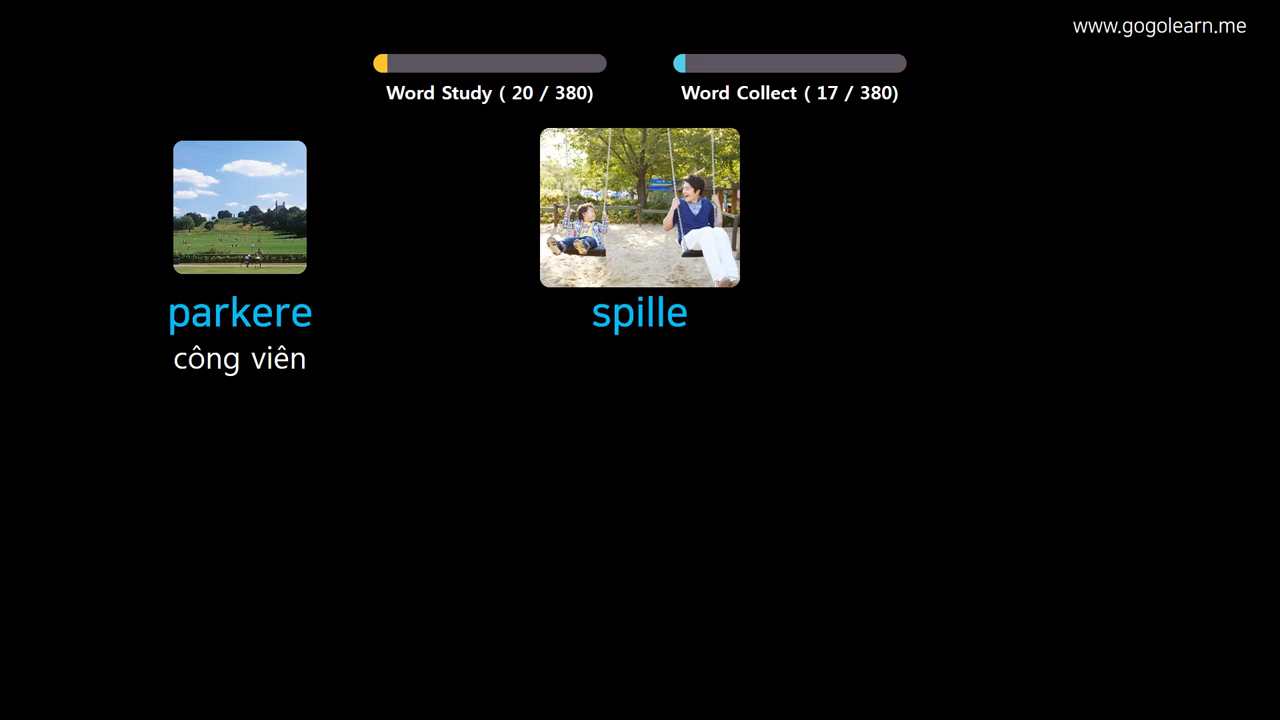 www.gogolearn.me
Word Study ( 20 / 380)
Word Collect ( 17 / 380)
parkere
spille
công viên